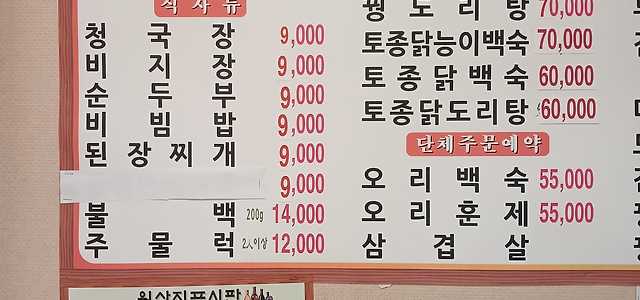 식사류
청국장 9,000
비지장 9,000
순두부 9,000
비빔밥 9,000
된장찌개 9,000
9,000
불백 200g 14,000
주물럭 2人이상 12,000
꿩도리탕 70,000
토종닭능이백숙 70,000
토종닭백숙 60,000
토종닭도리탕 60,000
단체주문예약
오리백숙 55,000
오리훈제 55,000
삼겹살